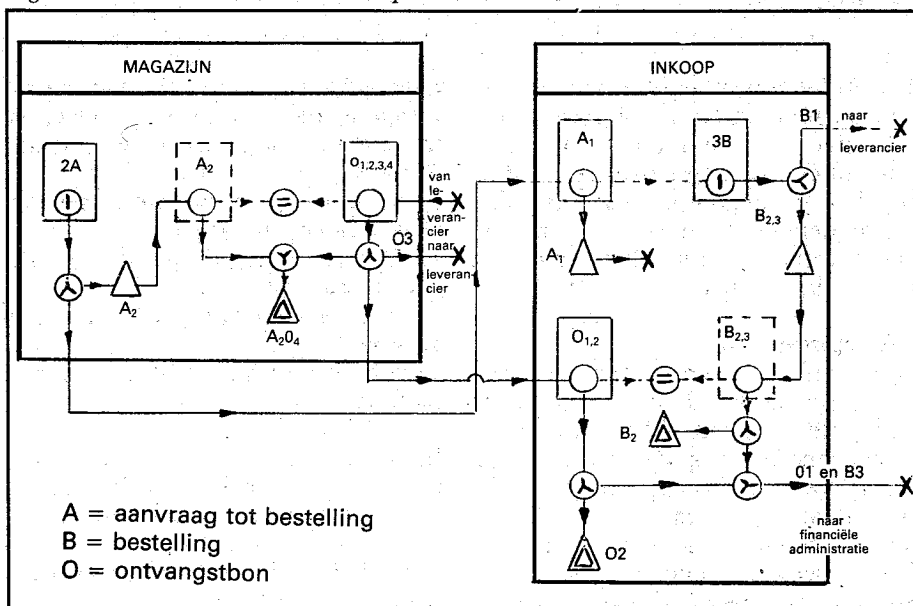 MAGAZIJN
2A
A2
O1,2,3,4
A2
A2O4
O3
van
le-
veran-
cier
naar
leveran-
cier
INKOOP
A1
3B
B1
naar
leverancier
B2,3
A1
O1,2
B2,3
B2
O2
01 en B3
naar
financiële
administratie
A = aanvraag tot bestelling
B = bestelling
O = ontvangstbon